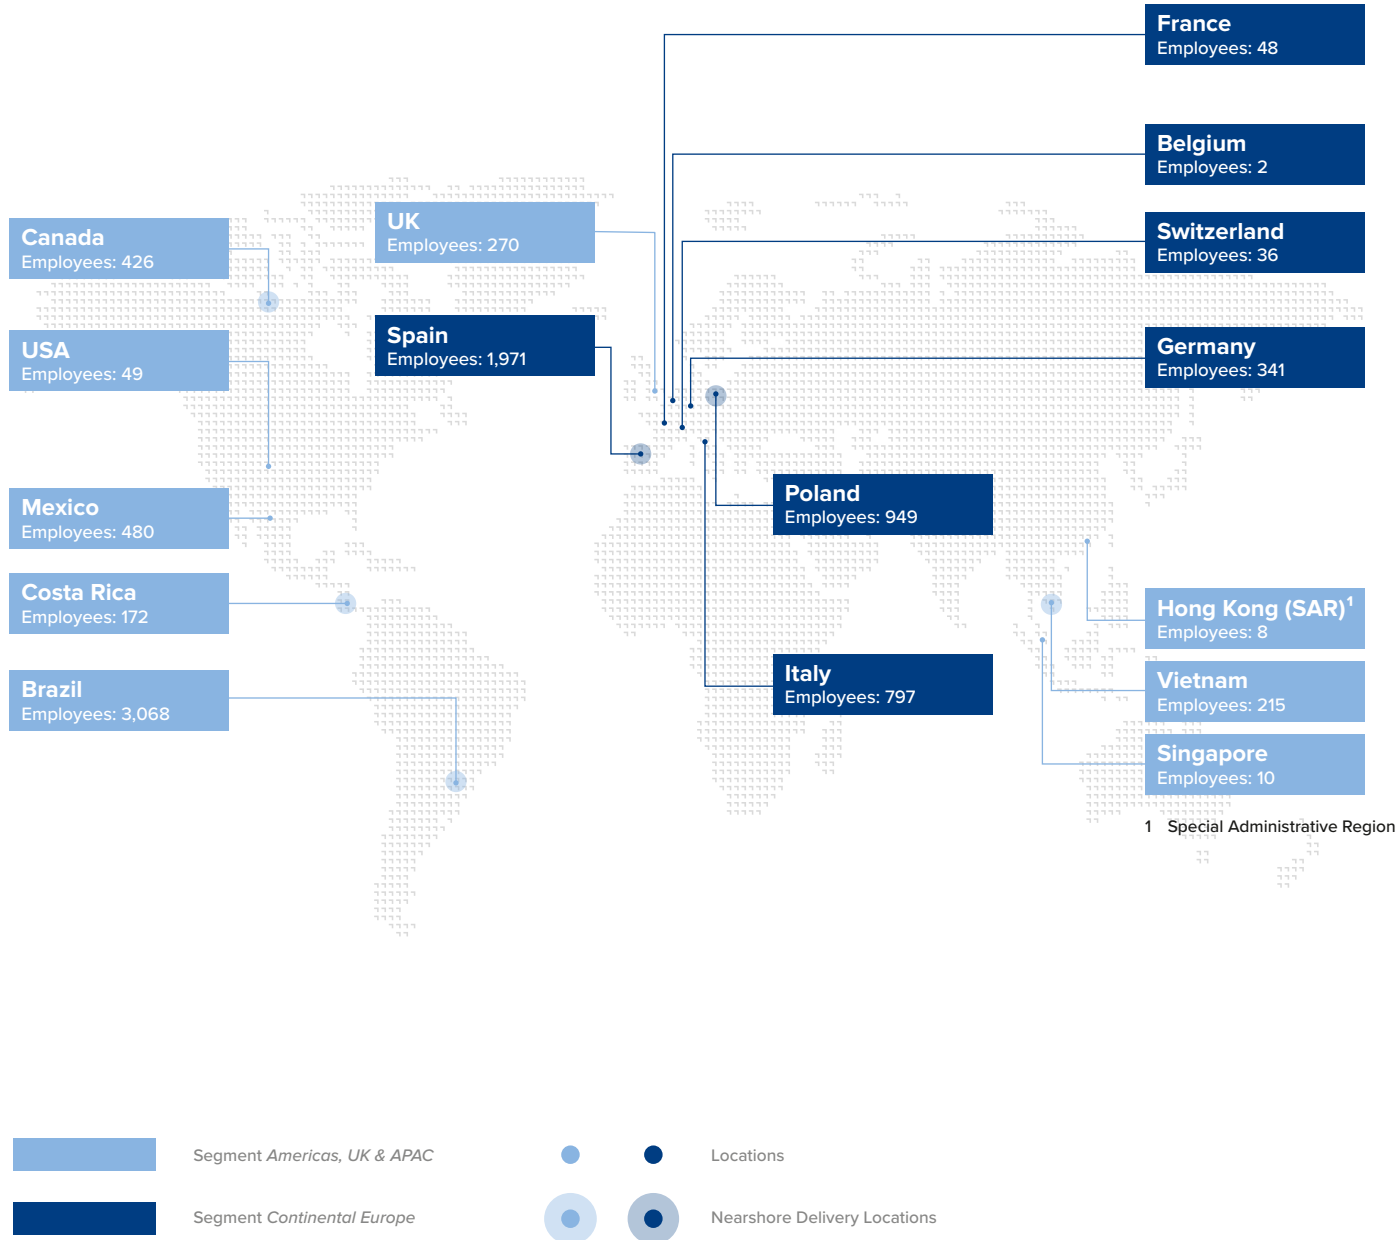 France
Employees: 48
Belgium
Employees: 2
Switzerland
Employees: 36
Germany
Employees: 341
UK
Employees: 270
Spain
Employees: 1,971
Canada
Employees: 426
USA
Employees: 49
Mexico
Employees: 480
Costa Rica
Employees: 172
Brazil
Employees: 3,068
Poland
Employees: 949
Italy
Employees: 797
Hong Kong (SAR)¹
Employees: 8
Vietnam
Employees: 215
Singapore
Employees: 10
1 Special Administrative Region
Segment Americas, UK & APAC
Locations
Segment Continental Europe
Nearshore Delivery Locations